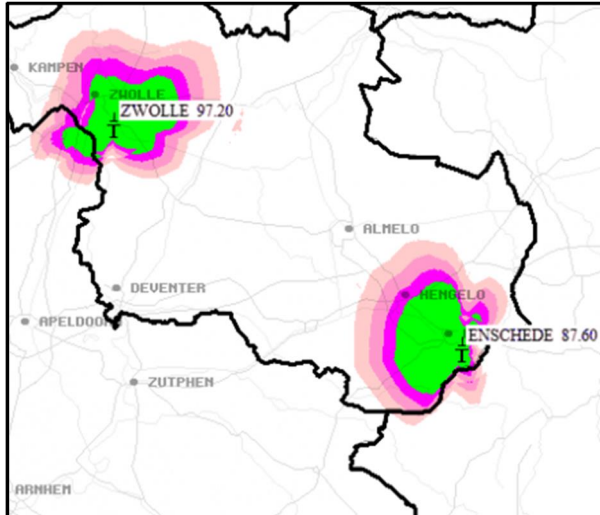 KAMPEN
ZWOLLE
ZWOLLE 97.20
ALMELO
DEVENTER
HENGELO
APELDOORN
ENSCHEDE 87.60
ZUTPHEN
ARNHEM